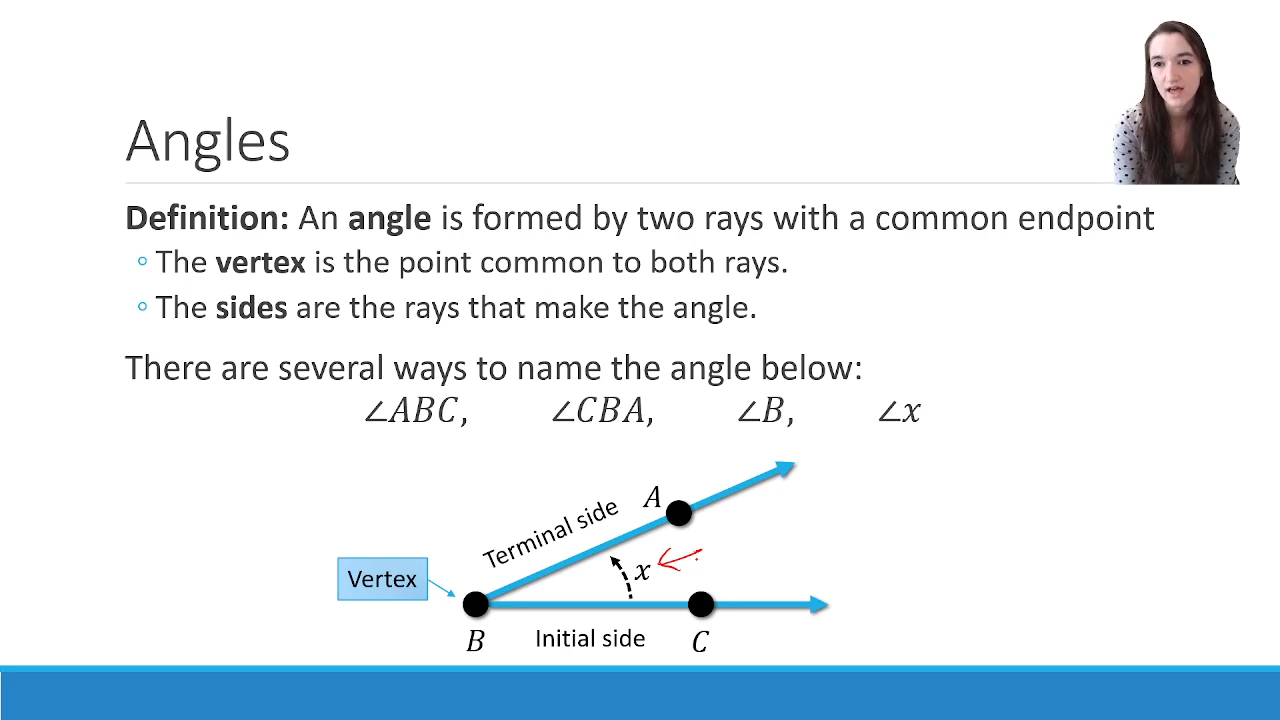 Angles
Definition: An angle is formed by two rays with a common endpoint
The vertex is the point common to both rays.
The sides are the rays that make the angle.
There are several ways to name the angle below:
∠ABC, ∠CBA, ∠B, ∠x
A
Terminal side
x
Vertex
B
Initial side
C